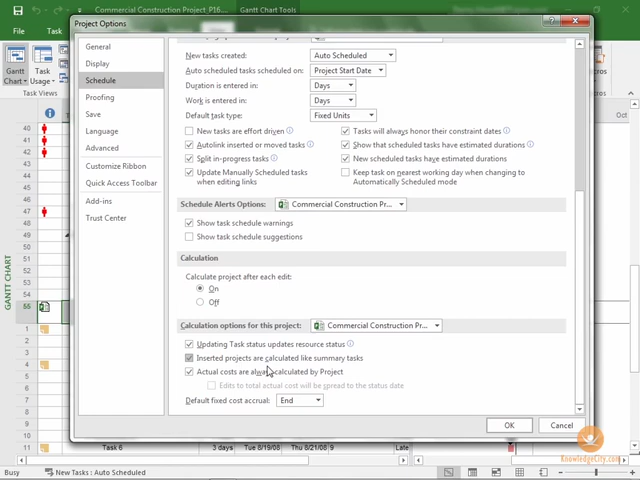 Commercial Construction Project_P16...
Gantt Chart Tools
Project Options
File
Task
General
Display
Schedule
Proofing
Save
Language
Advanced
Customize Ribbon
Quick Access Toolbar
Add-ins
Trust Center
New tasks created: Auto Scheduled
Auto scheduled tasks scheduled on: Project Start Date
Duration is entered in: Days
Work is entered in: Days
Default task type: Fixed Units
New tasks are effort driven
Tasks will always honor their constraint dates
Autolink inserted or moved tasks
Show that scheduled tasks have estimated durations
Split in-progress tasks
New scheduled tasks have estimated durations
Update Manually Scheduled tasks when editing links
Keep task on nearest working day when changing to Automatically Scheduled mode
Schedule Alerts Options: Commercial Construction Pr...
Show task schedule warnings
Show task schedule suggestions
Calculation
Calculate project after each edit:
On
Off
Calculation options for this project: Commercial Construction Pr...
Updating Task status updates resource status
Inserted projects are calculated like summary tasks
Actual costs are always calculated by Project
Edits to total actual cost will be spread to the status date
Default fixed cost accrual: End
OK
Cancel
Gantt Chart
Task Usage
Task Views
Oct
GANTT CHART
40
41
42
47
49
54
55
1
4
8
11
Task 6
3 days
Tue 8/19/08
Thu 8/21/08
9
Late
KnowledgeCity.com
Busy
New Tasks : Auto Scheduled